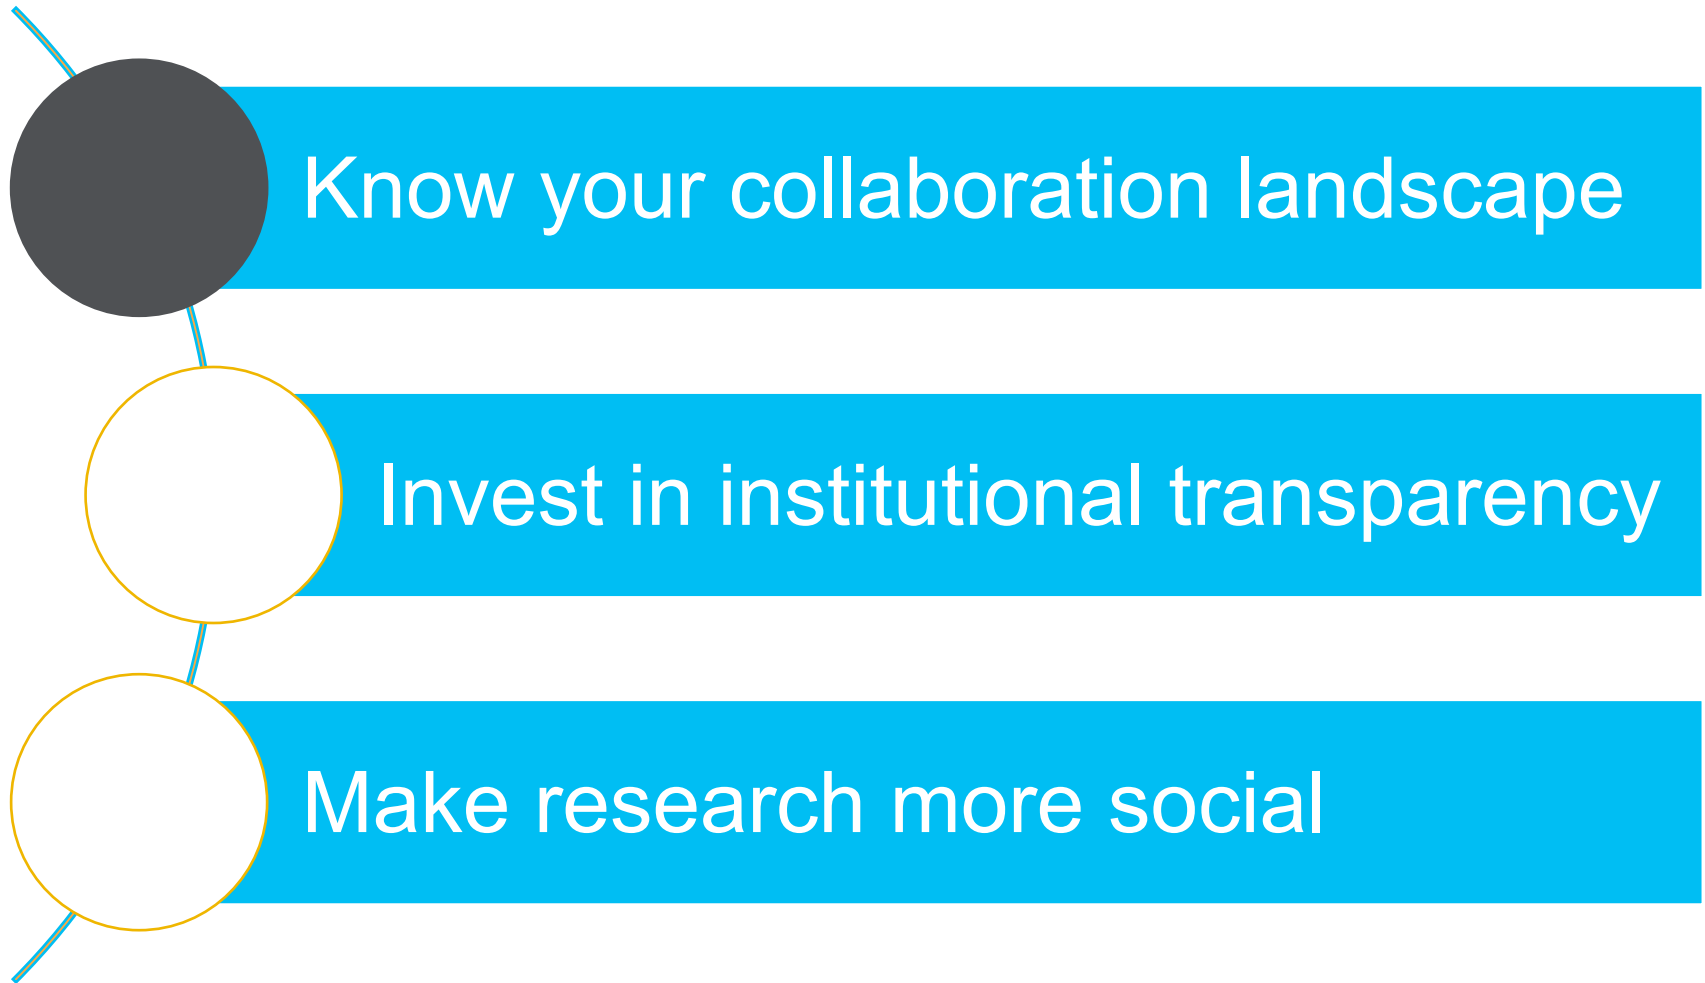 Know your collaboration landscape
Invest in institutional transparency
Make research more social